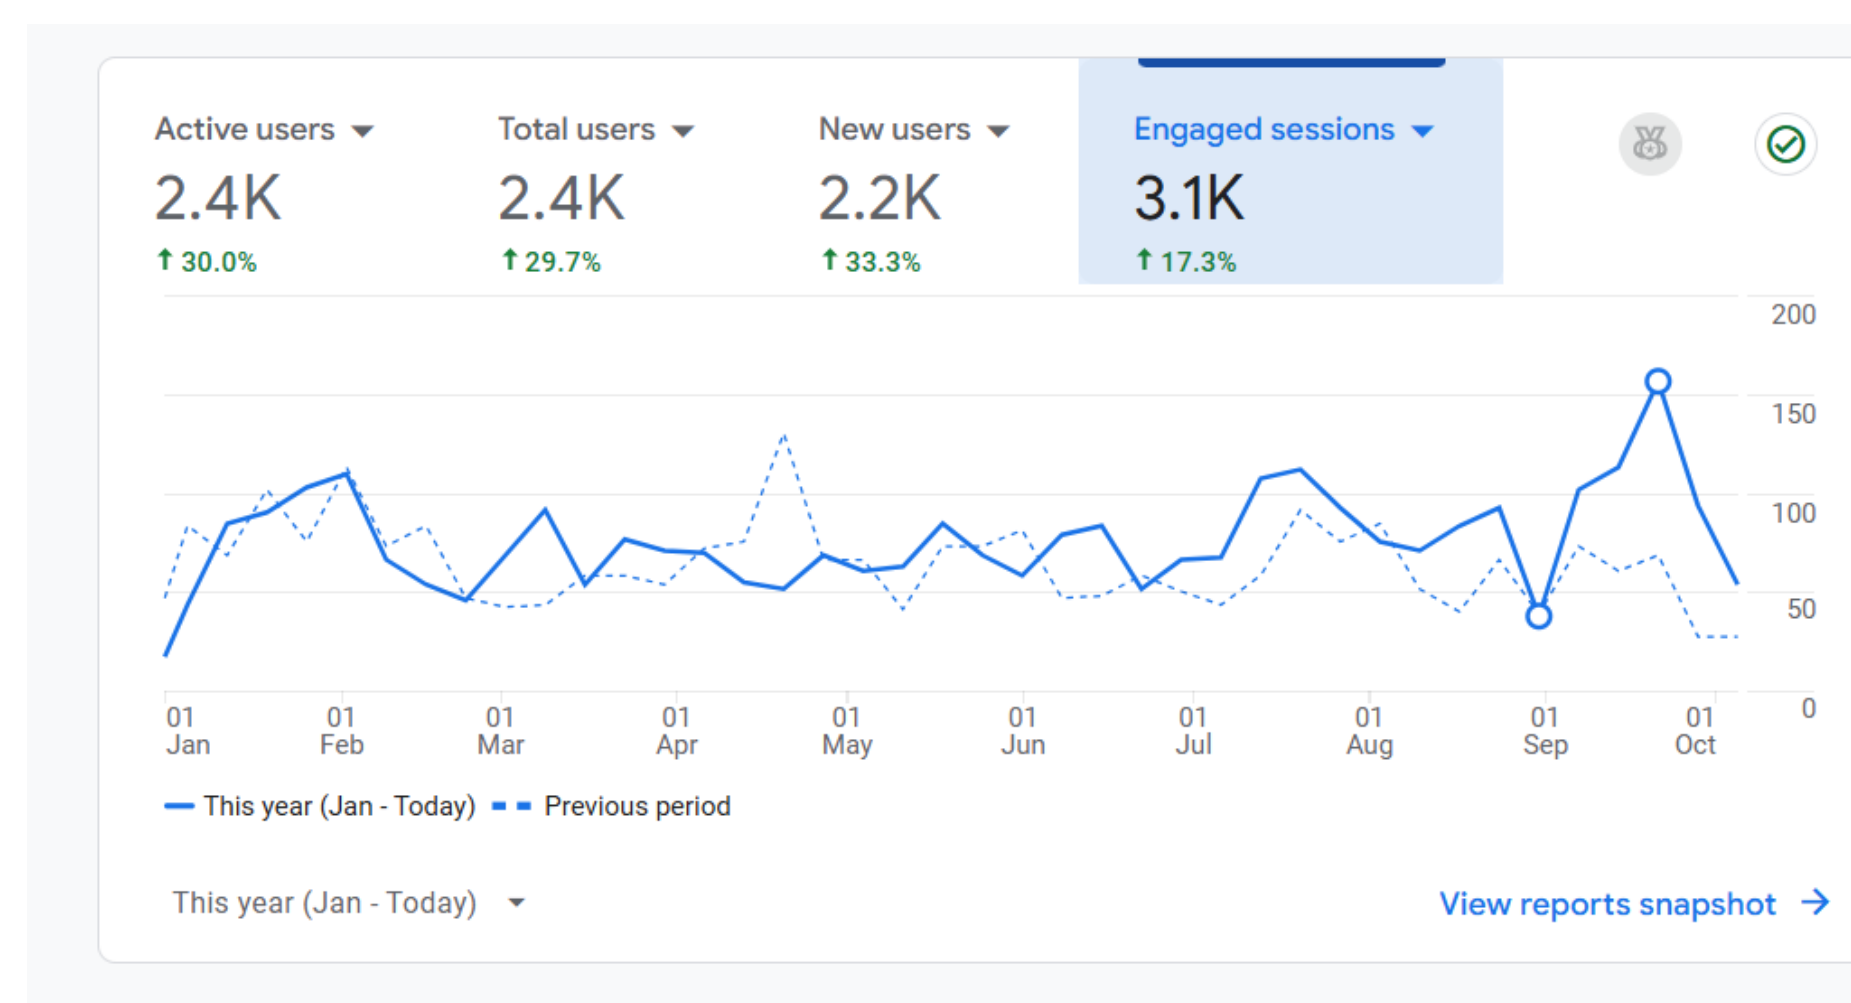 Active users
2.4K
↑ 30.0%
Total users
2.4K
↑ 29.7%
New users
2.2K
↑ 33.3%
Engaged sessions
3.1K
↑ 17.3%
200
150
100
50
0
01
Jan
01
Feb
01
Mar
01
Apr
01
May
01
Jun
01
Jul
01
Aug
01
Sep
01
Oct
This year (Jan - Today)
Previous period
This year (Jan - Today)
View reports snapshot →